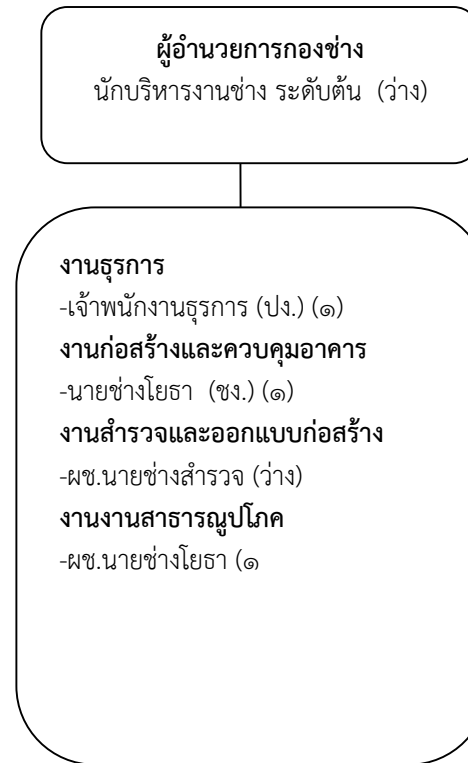 ผู้อำนวยการกองช่าง
นักบริหารงานช่าง ระดับต้น (ว่าง)
งานธุรการ
-เจ้าพนักงานธุรการ (ปง.) (๑)
งานก่อสร้างและควบคุมอาคาร
-นายช่างโยธา (ชง.) (๑)
งานสำรวจและออกแบบก่อสร้าง
-ผช.นายช่างสำรวจ (ว่าง)
งานงานสาธารณูปโภค
-ผช.นายช่างโยธา (๑